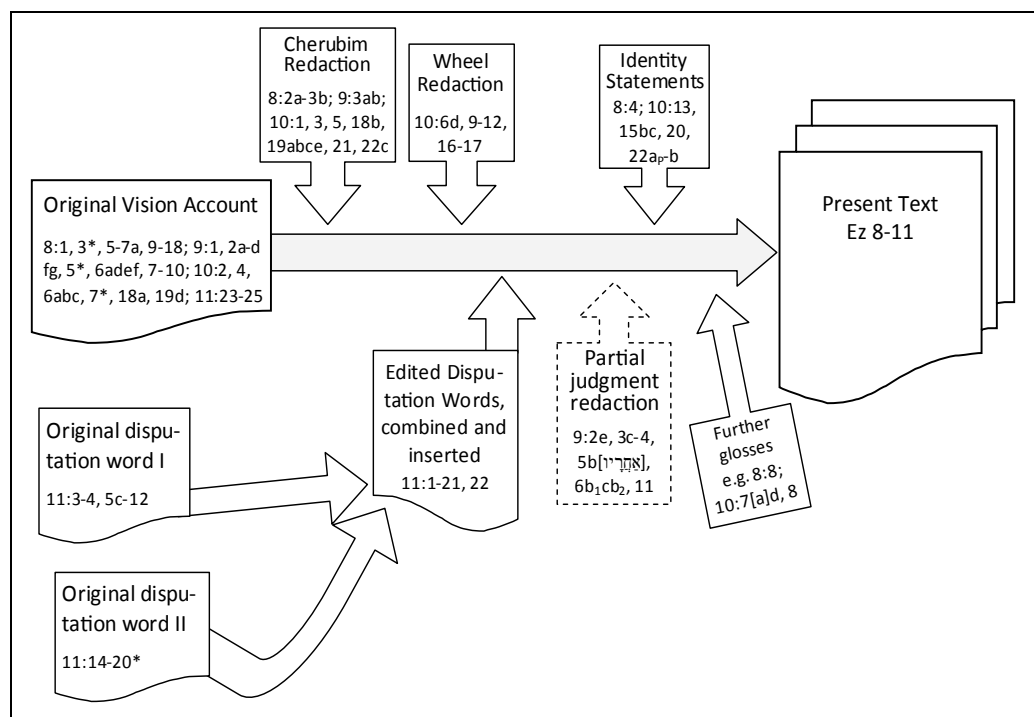 Cherubim
Redaction
8:2a-3b; 9:3ab;
10:1, 3, 5, 18b,
19abce, 21, 22c
Wheel
Redaction
10:6d, 9-12,
16-17
Identity
Statements
8:4; 10:13,
15bc, 20,
22aₚ-b
Original Vision Account
8:1, 3*, 5-7a, 9-18; 9:1, 2a-d
fg, 5*, 6adef, 7-10; 10:2, 4,
6abc, 7*, 18a, 19d; 11:23-25
Present Text
Ez 8-11
Edited Dispu-
tation Words,
combined and
inserted
11:1-21, 22
Partial
judgment
redaction
9:2e, 3c-4,
5b[אַחֲרָיו],
6b₁cb₂, 11
Further
glosses
e.g. 8:8;
10:7[a]d, 8
Original dispu-
tation word I
11:3-4, 5c-12
Original dispu-
tation word II
11:14-20*